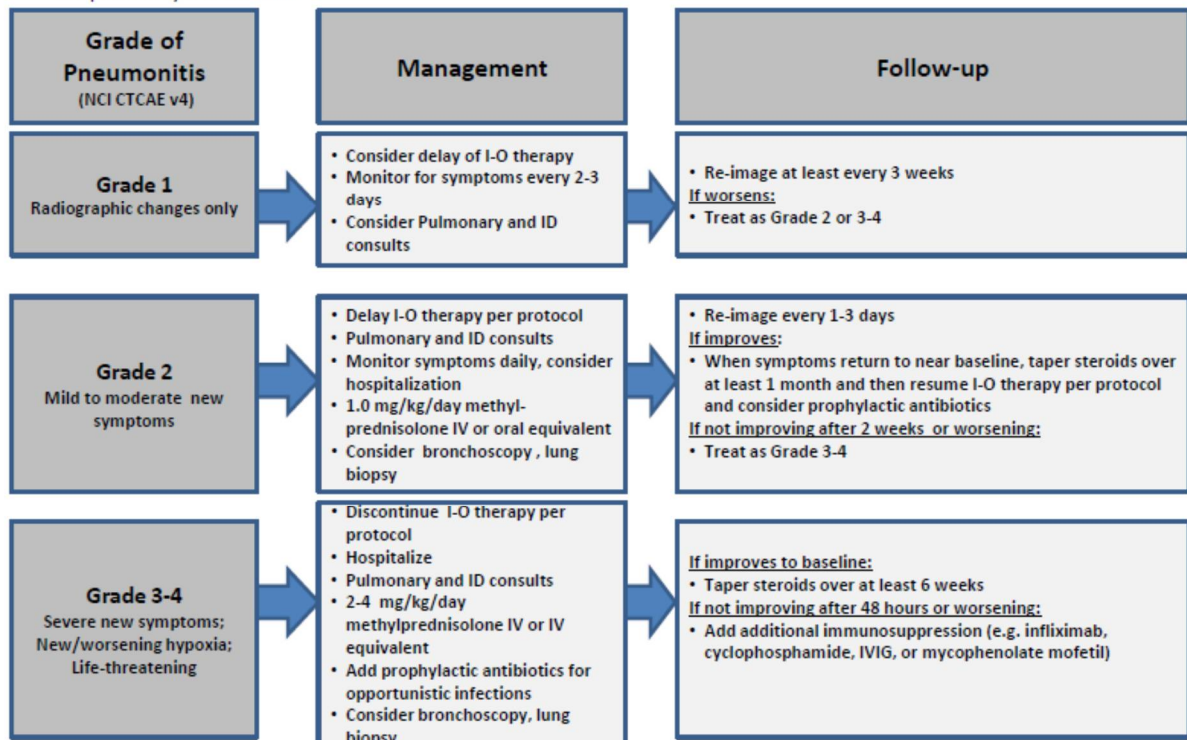 Grade of
Pneumonitis
(NCI CTCAE v4)
Management
Follow-up
Grade 1
Radiographic changes only
• Consider delay of I-O therapy
• Monitor for symptoms every 2-3
days
• Consider Pulmonary and ID
consults
• Re-image at least every 3 weeks
If worsens:
• Treat as Grade 2 or 3-4
Grade 2
Mild to moderate new
symptoms
• Delay I-O therapy per protocol
• Pulmonary and ID consults
• Monitor symptoms daily, consider
hospitalization
• 1.0 mg/kg/day methyl-
prednisolone IV or oral equivalent
• Consider bronchoscopy , lung
biopsy
• Re-image every 1-3 days
If improves:
• When symptoms return to near baseline, taper steroids over
at least 1 month and then resume I-O therapy per protocol
and consider prophylactic antibiotics
If not improving after 2 weeks or worsening:
• Treat as Grade 3-4
Grade 3-4
Severe new symptoms;
New/worsening hypoxia;
Life-threatening
• Discontinue I-O therapy per
protocol
• Hospitalize
• Pulmonary and ID consults
• 2-4 mg/kg/day
methylprednisolone IV or IV
equivalent
• Add prophylactic antibiotics for
opportunistic infections
• Consider bronchoscopy, lung
biopsy
If improves to baseline:
• Taper steroids over at least 6 weeks
If not improving after 48 hours or worsening:
• Add additional immunosuppression (e.g. infliximab,
cyclophosphamide, IVIG, or mycophenolate mofetil)